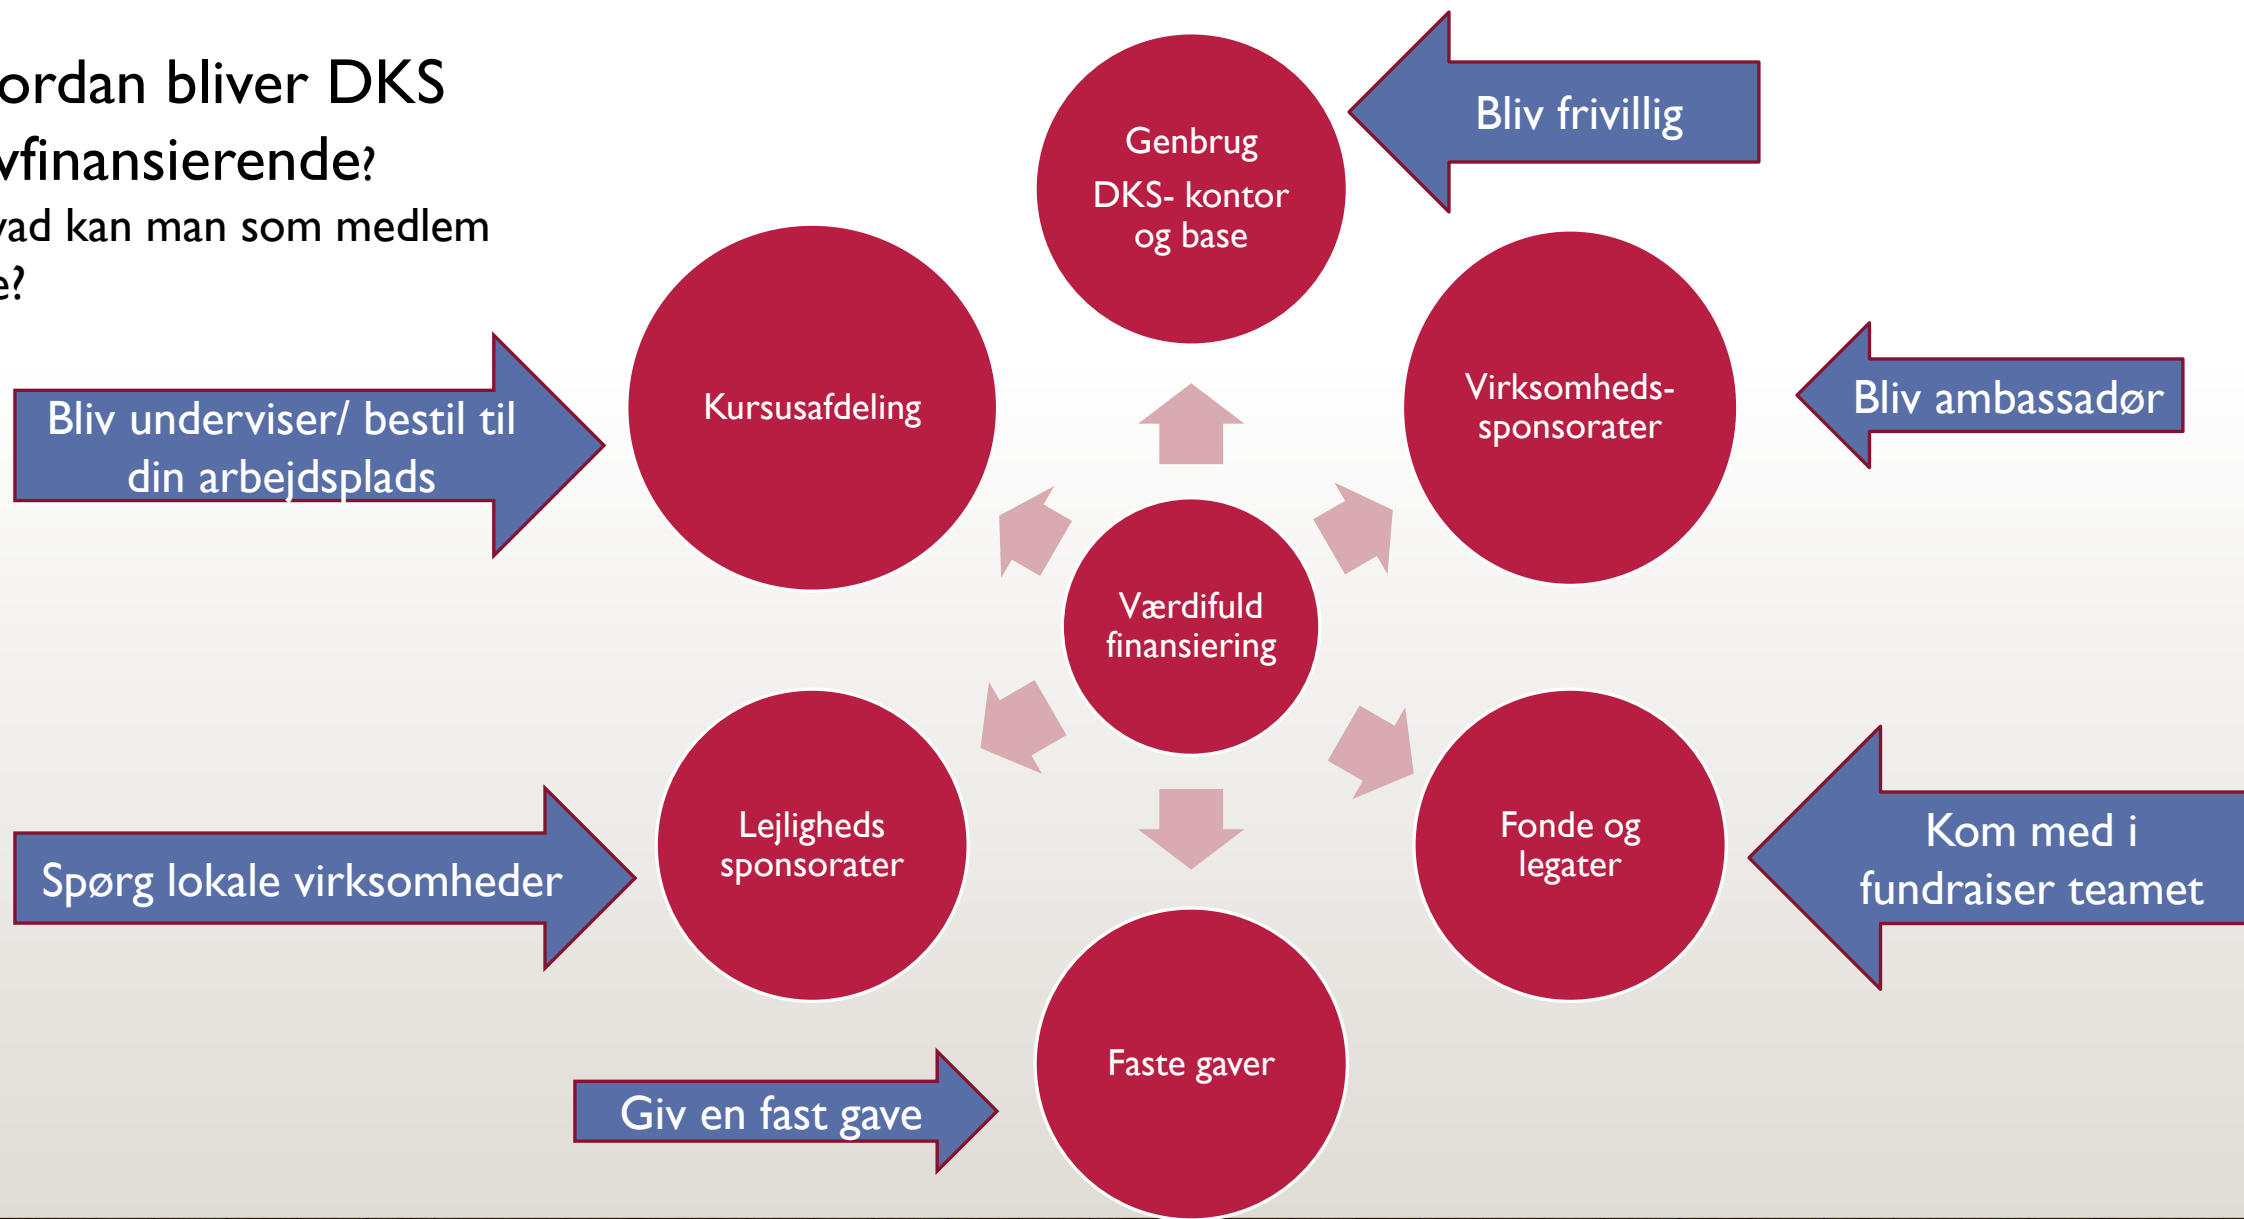 ordan bliver DKS
vfinansierende?
vad kan man som medlem
e?
Genbrug
DKS- kontor
og base
Bliv frivillig
Kursusafdeling
Virksomheds-
sponsorater
Bliv ambassadør
Bliv underviser/ bestil til
din arbejdsplads
Værdifuld
finansiering
Lejligheds
sponsorater
Spørg lokale virksomheder
Fonde og
legater
Kom med i
fundraiser teamet
Faste gaver
Giv en fast gave